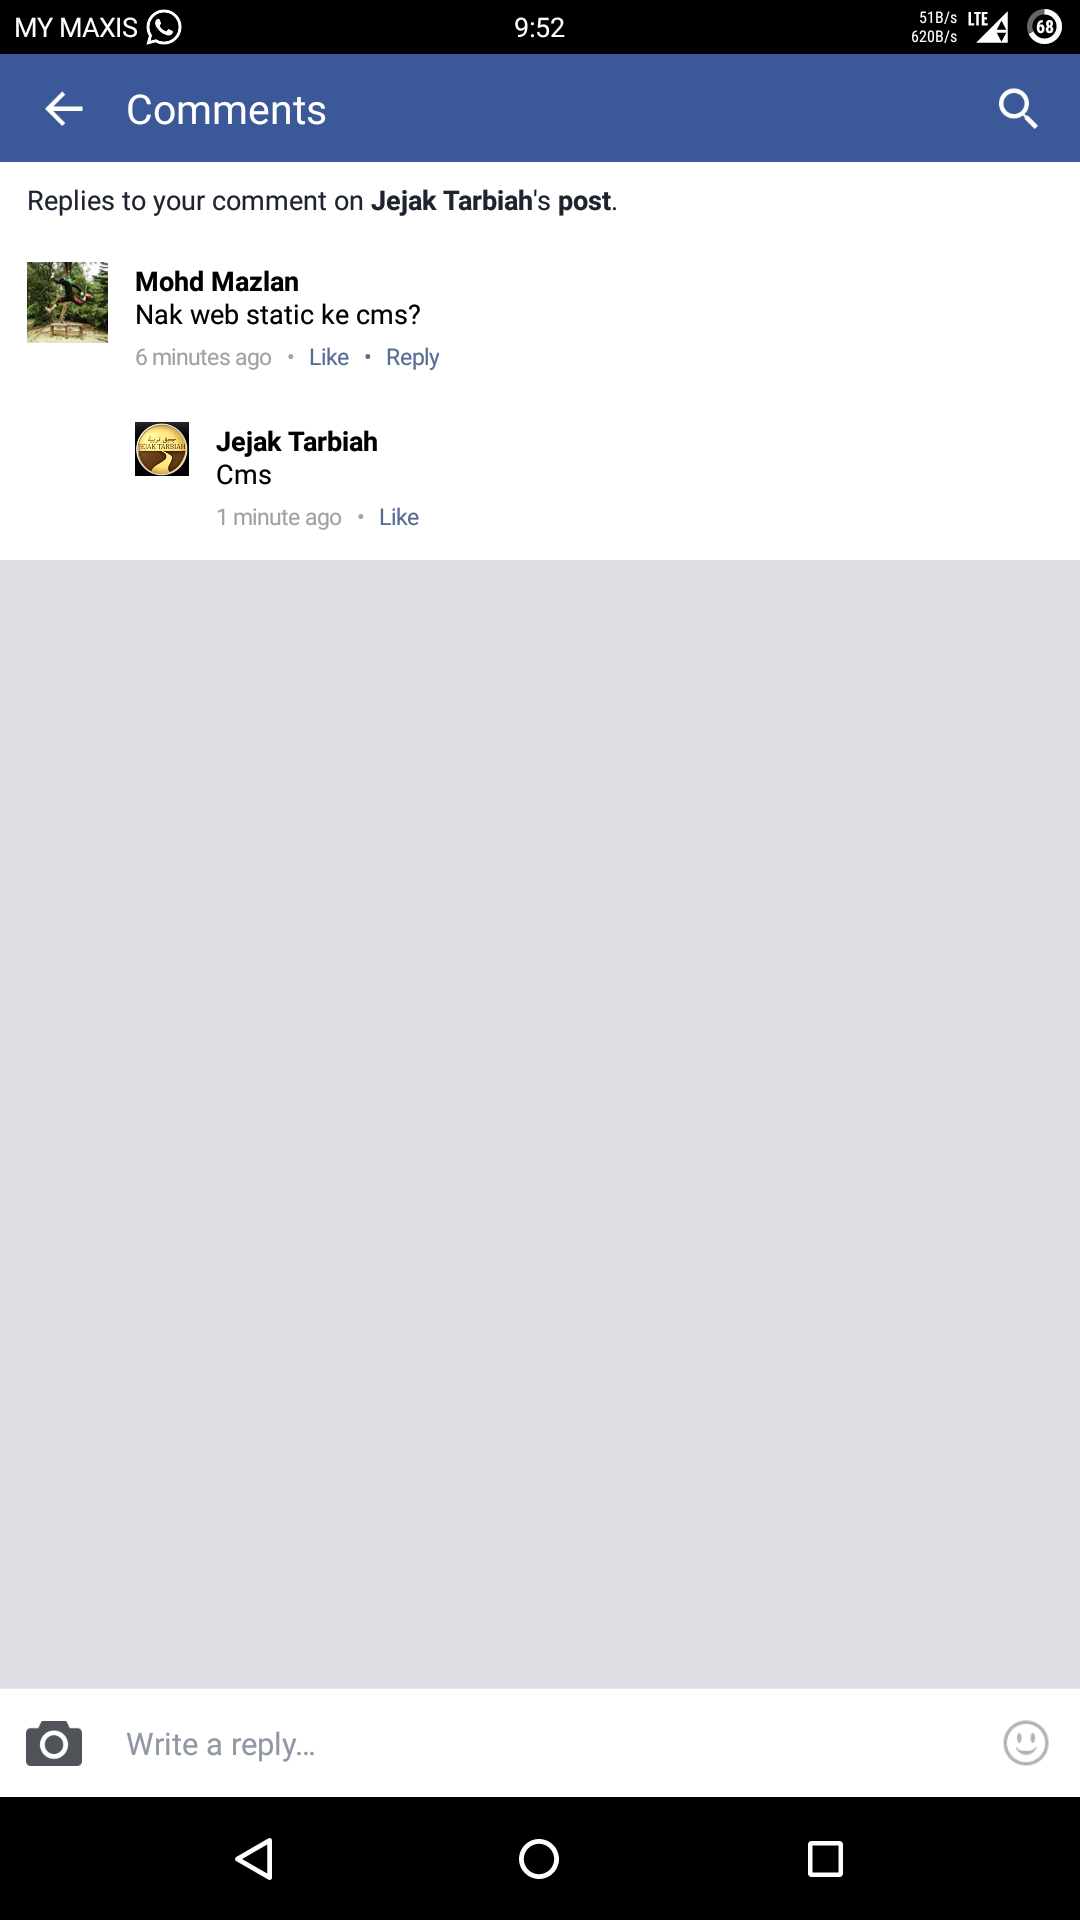 MY MAXIS
9:52
51B/s
620B/s
LTE
68
Comments
Replies to your comment on Jejak Tarbiah's post.
Mohd Mazlan
Nak web static ke cms?
6 minutes ago • Like • Reply
JEJAK TARBIAH
Jejak Tarbiah
Cms
1 minute ago • Like
Write a reply...